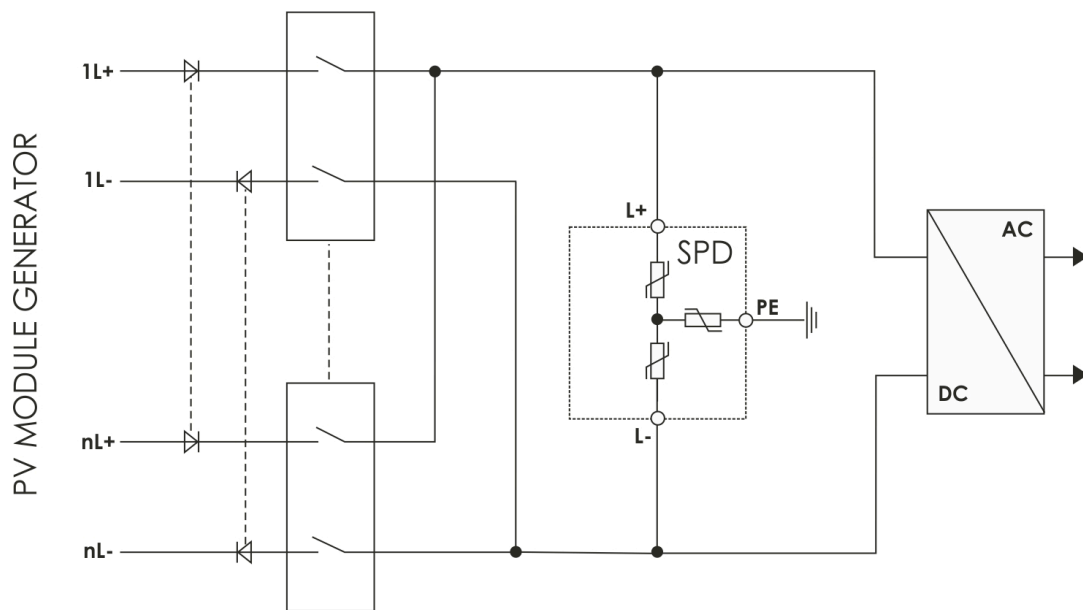 PV MODULE GENERATOR
1L+
1L-
nL+
nL-
L+
SPD
PE
L-
AC
DC